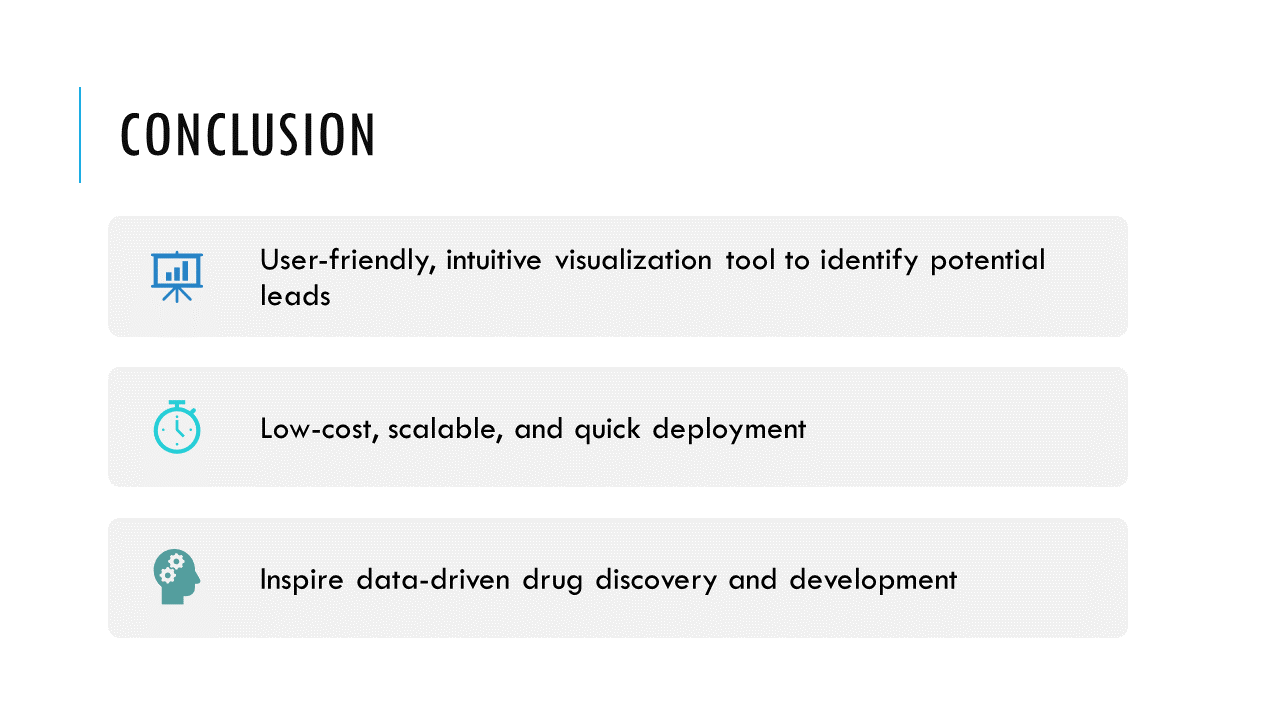 CONCLUSION
User-friendly, intuitive visualization tool to identify potential
leads
Low-cost, scalable, and quick deployment
Inspire data-driven drug discovery and development